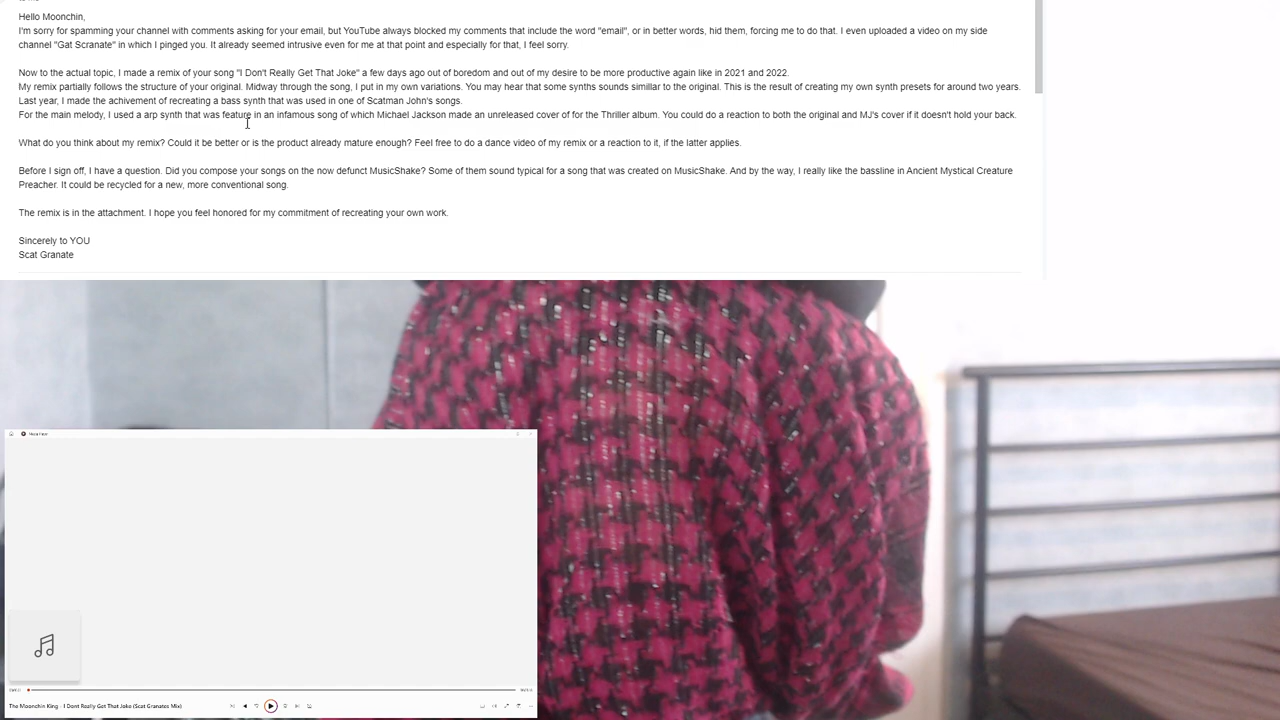 Hello Moonchin,
I'm sorry for spamming your channel with comments asking for your email, but YouTube always blocked my comments that include the word "email", or in better words, hid them, forcing me to do that. I even uploaded a video on my side
channel "Gat Scranate" in which I pinged you. It already seemed intrusive even for me at that point and especially for that, I feel sorry.
Now to the actual topic, I made a remix of your song "I Don't Really Get That Joke" a few days ago out of boredom and out of my desire to be more productive again like in 2021 and 2022.
My remix partially follows the structure of your original. Midway through the song, I put in my own variations. You may hear that some synths sounds simillar to the original. This is the result of creating my own synth presets for around two years.
Last year, I made the achivement of recreating a bass synth that was used in one of Scatman John's songs.
For the main melody, I used a arp synth that was feature in an infamous song of which Michael Jackson made an unreleased cover of for the Thriller album. You could do a reaction to both the original and MJ's cover if it doesn't hold your back.
What do you think about my remix? Could it be better or is the product already mature enough? Feel free to do a dance video of my remix or a reaction to it, if the latter applies.
Before I sign off, I have a question. Did you compose your songs on the now defunct MusicShake? Some of them sound typical for a song that was created on MusicShake. And by the way, I really like the bassline in Ancient Mystical Creature
Preacher. It could be recycled for a new, more conventional song.
The remix is in the attachment. I hope you feel honored for my commitment of recreating your own work.
Sincerely to YOU
Scat Granate
The Moonchin King - I Dont Really Get That Joke (Scat Granates Mix)